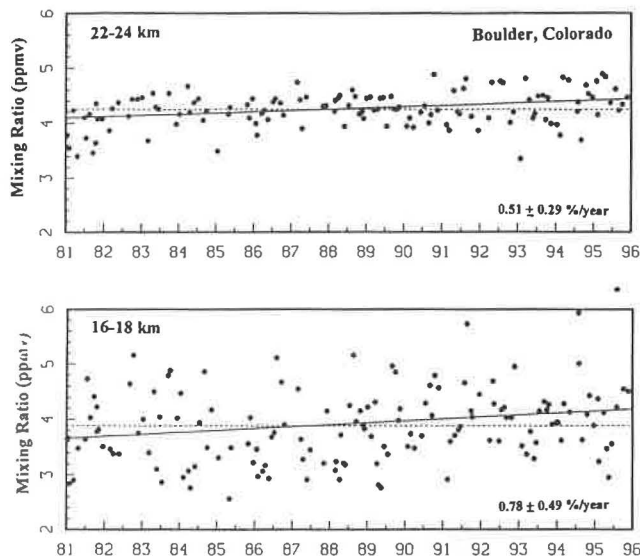 22-24 km
Boulder, Colorado
Mixing Ratio (ppmv)
6
5
4
3
2
0.51 ± 0.29 %/year
81 82 83 84 85 86 87 88 89 90 91 92 93 94 95 96
16-18 km
Mixing Ratio
6
5
4
3
2
0.78 ± 0.49 %/year
81 82 83 84 85 86 87 88 89 90 91 92 93 94 95 96